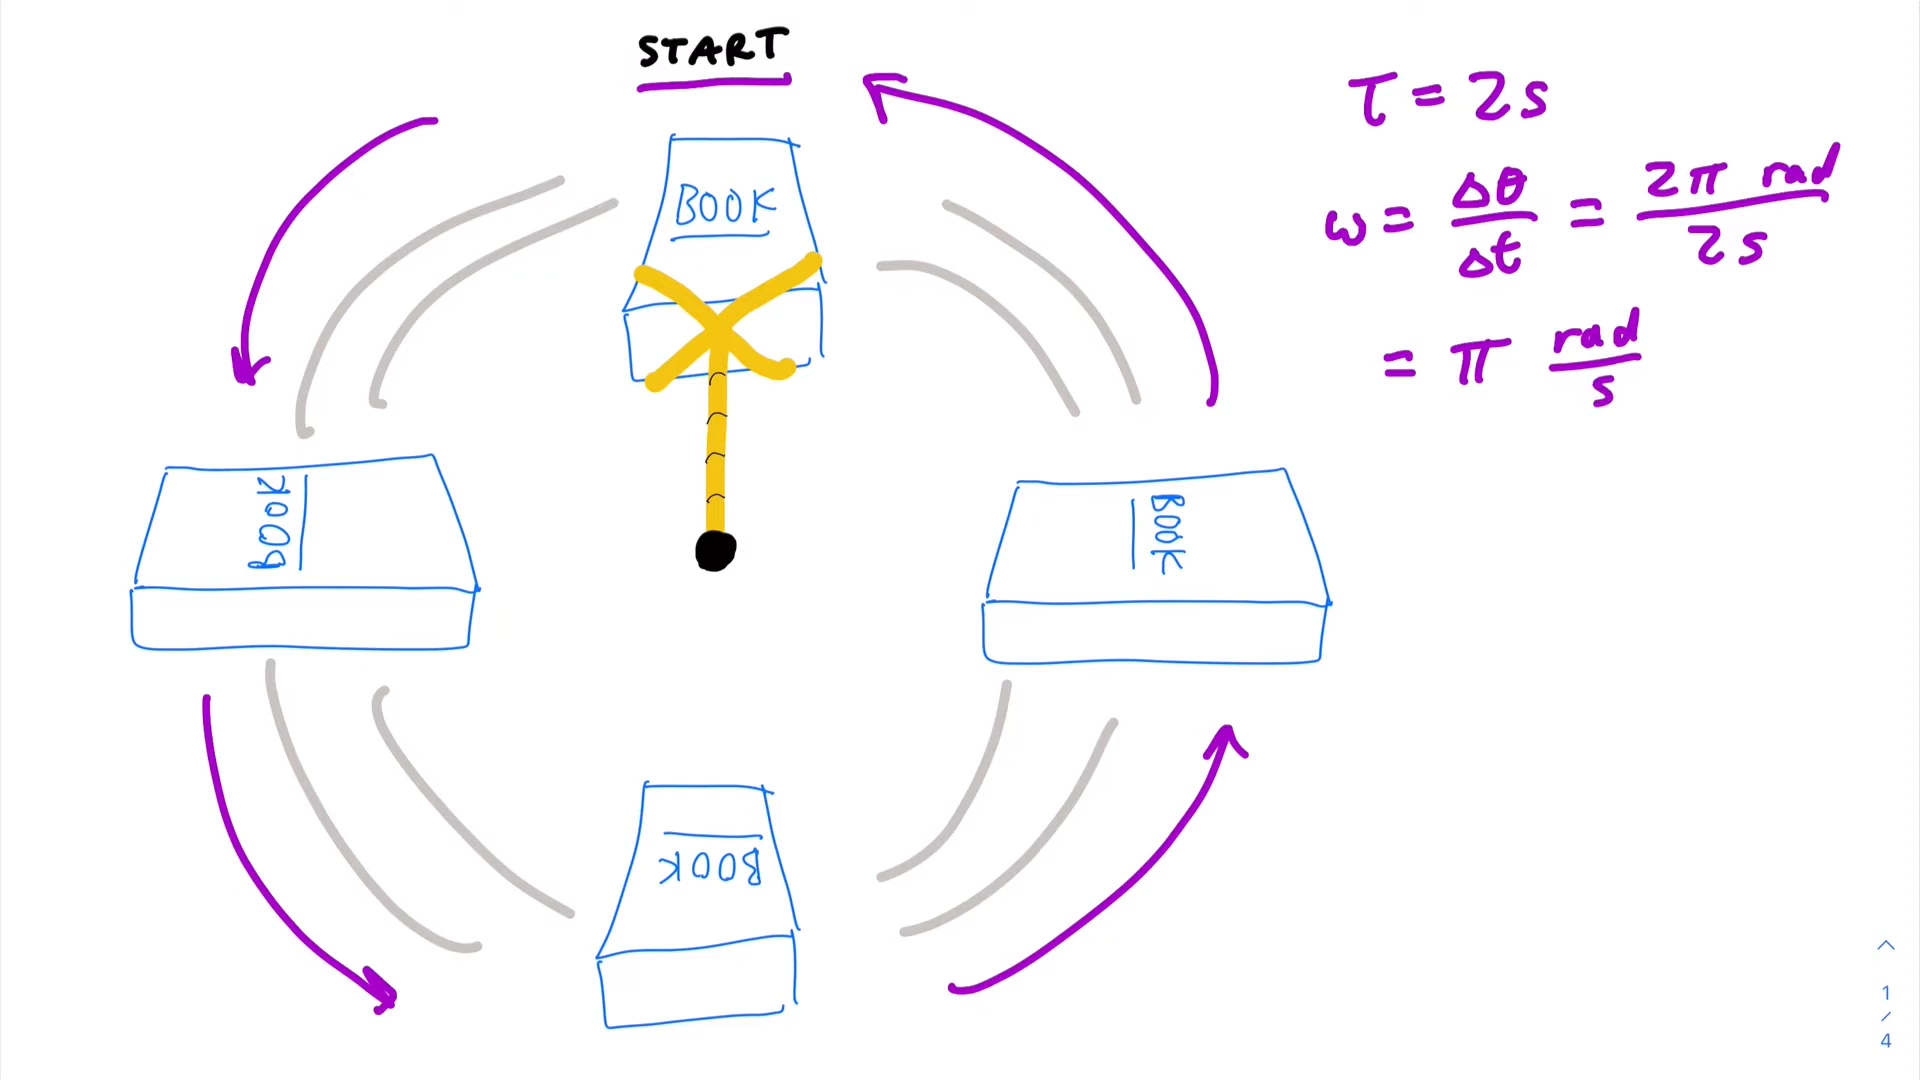 START
BOOK
BOOK
BOOK
BOOK
τ = 2s
ω = Δθ/Δt = 2π rad/2s
= π rad/s
1
/
4